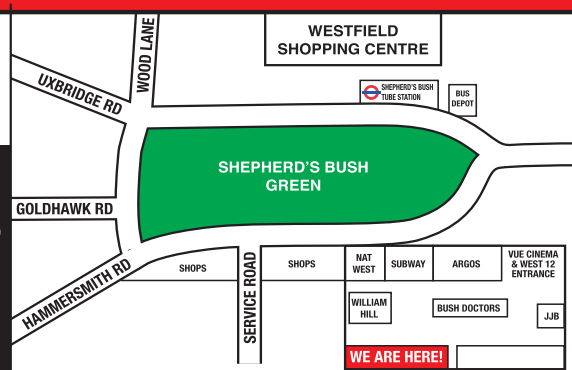 WESTFIELD
SHOPPING CENTRE
WOOD LANE
UXBRIDGE RD
SHEPHERD'S BUSH
TUBE STATION
BUS
DEPOT
SHEPHERD'S BUSH
GREEN
GOLDHAWK RD
HAMMERSMITH RD
SHOPS
SERVICE ROAD
SHOPS
NAT
WEST
SUBWAY
ARGOS
VUE CINEMA
& WEST 12
ENTRANCE
WILLIAM
HILL
BUSH DOCTORS
JJB
WE ARE HERE!